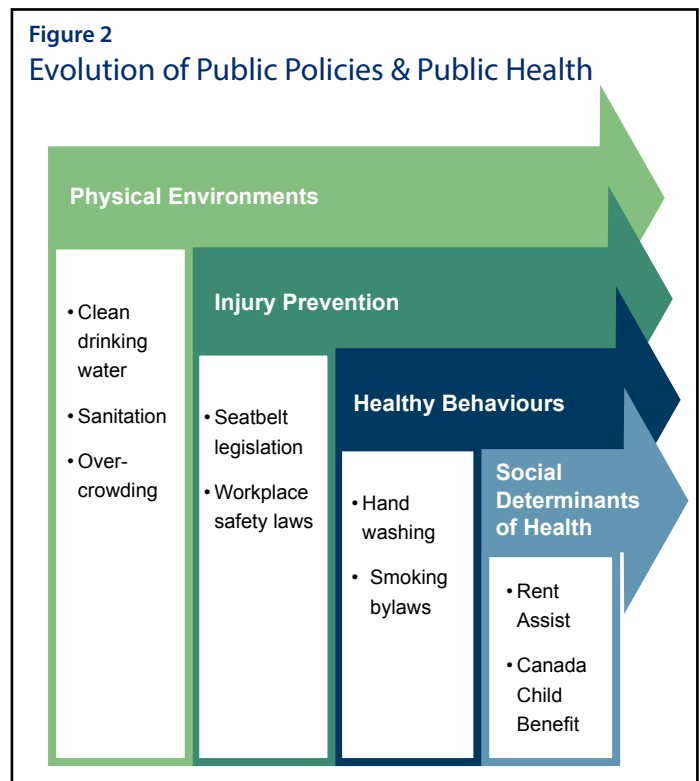 Figure 2
Evolution of Public Policies & Public Health
Physical Environments
• Clean
drinking
water
• Sanitation
• Over-
crowding
Injury Prevention
• Seatbelt
legislation
• Workplace
safety laws
Healthy Behaviours
• Hand
washing
• Smoking
bylaws
Social
Determinants
of Health
• Rent
Assist
• Canada
Child
Benefit